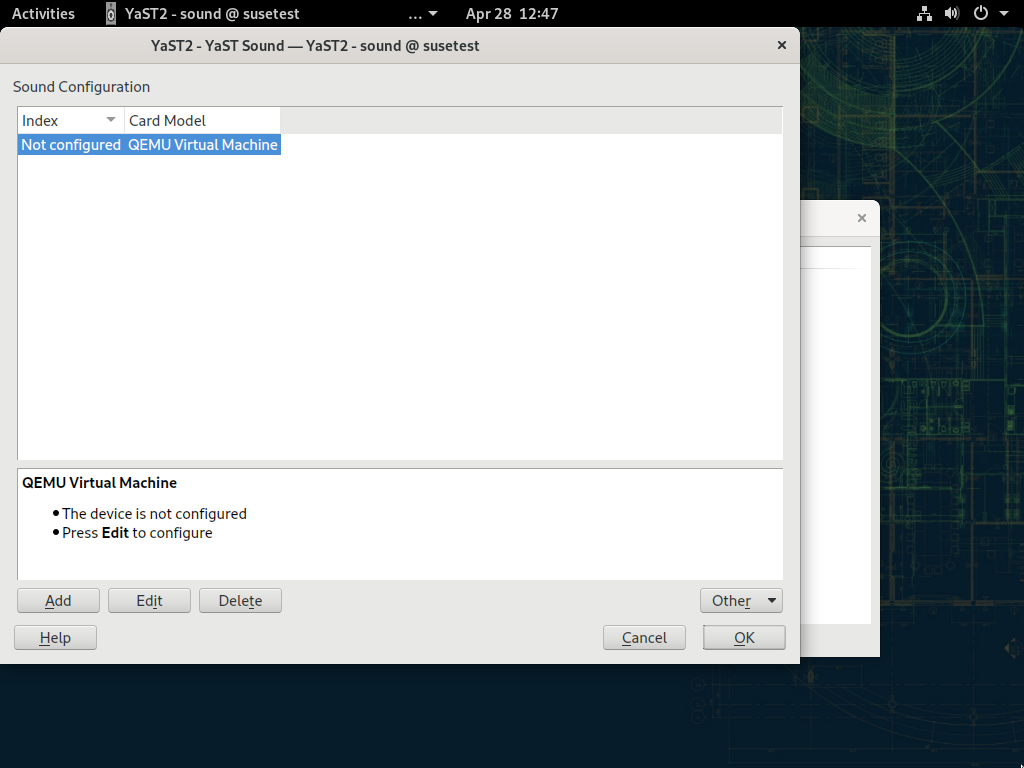 Activities YaST2 - sound @ susetest ... Apr 28 12:47
YaST2 - YaST Sound — YaST2 - sound @ susetest
Sound Configuration
Index Card Model
Not configured QEMU Virtual Machine
QEMU Virtual Machine
The device is not configured
Press Edit to configure
Add Edit Delete Other
Help Cancel OK